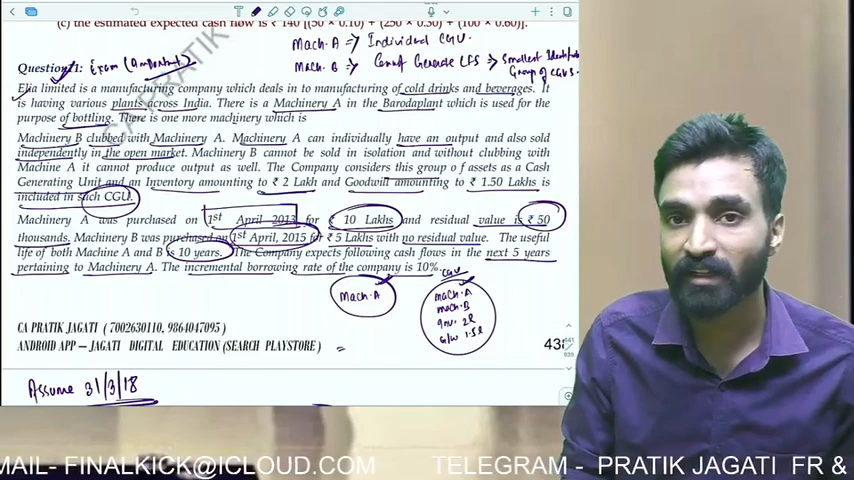 (c) the estimated expected cash flow is ₹ 140 [(50 x 0.10) + (250 x 0.30) + (100 x 0.60)].
Mach. A => Individual CGU.
Mach. B => Cannot Generate => Smallest
Group of CGUs.
Question 1: Exam (Important)
Elia limited is a manufacturing company which deals in to manufacturing of cold drinks and beverages. It
is having various plants across India. There is a Machinery A in the Barodaplant which is used for the
purpose of bottling. There is one more machinery which is
Machinery B clubbed with Machinery A. Machinery A can individually have an output and also sold
independently in the open market. Machinery B cannot be sold in isolation and without clubbing with
Machine A it cannot produce output as well. The Company considers this group o f assets as a Cash
Generating Unit and an Inventory amounting to ₹ 2 Lakh and Goodwill amounting to ₹ 1.50 Lakhs is
included in such CGU.
Machinery A was purchased on 1st April 2013 for ₹ 10 Lakhs and residual value is ₹ 50
thousands. Machinery B was purchased on 1st April, 2015 for ₹ 5 Lakhs with no residual value. The useful
life of both Machine A and B is 10 years. The Company expects following cash flows in the next 5 years
pertaining to Machinery A. The incremental borrowing rate of the company is 10%.
CGU
Mach. A
Mach. A
Mach. B
Inv. 2l
G/w 1.5l
CA PRATIK JAGATI ( 7002630110, 9864047095)
ANDROID APP – JAGATI DIGITAL EDUCATION (SEARCH PLAYSTORE)
=
438
Assume 31/3/18
CA PRATIK
MAIL- FINALKICK@ICLOUD.COM TELEGRAM - PRATIK JAGATI FR &